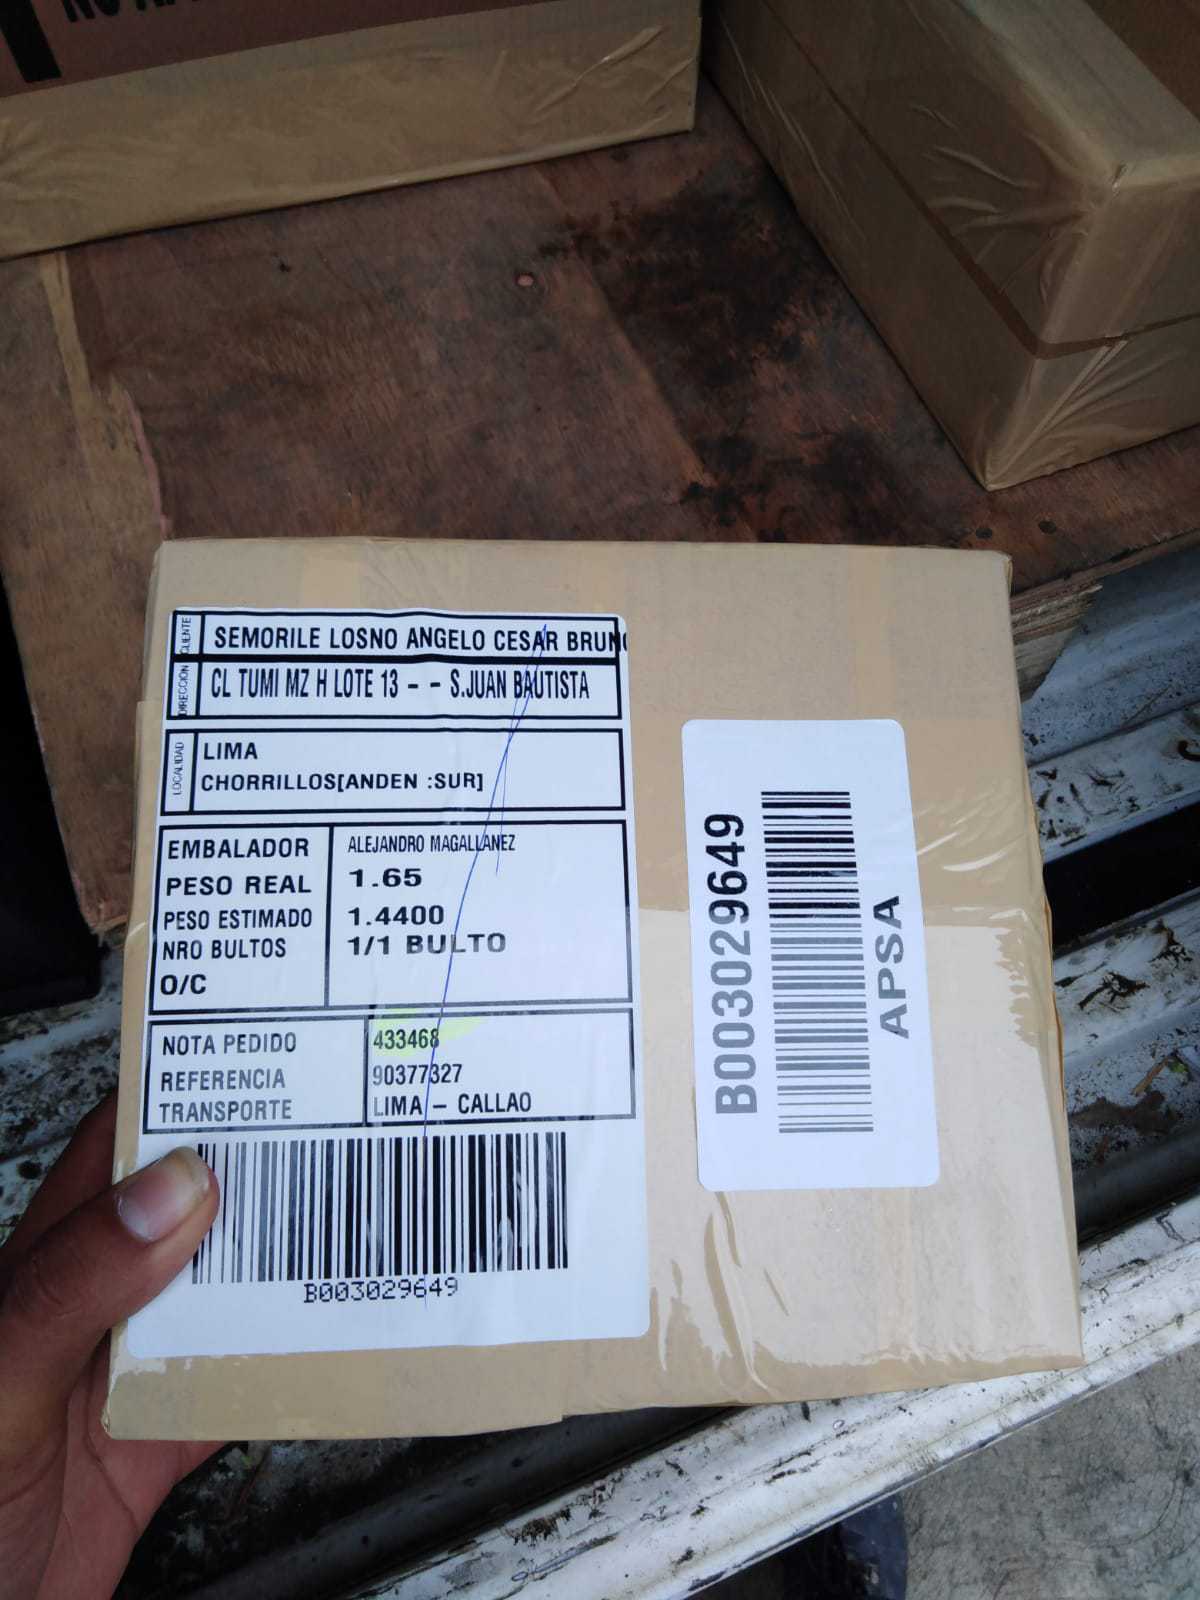 CLIENTE SEMORILE LOSNO ANGELO CESAR BRUNO
DIRECCIÓN CL TUMI MZ H LOTE 13 - - S.JUAN BAUTISTA
LOCALIDAD LIMA
CHORRILLOS[ANDEN :SUR]
EMBALADOR ALEJANDRO MAGALLANEZ
PESO REAL 1.65
PESO ESTIMADO 1.4400
NRO BULTOS 1/1 BULTO
O/C
NOTA PEDIDO 433468
REFERENCIA 90377327
TRANSPORTE LIMA - CALLAO
B003029649
B003029649
APSA